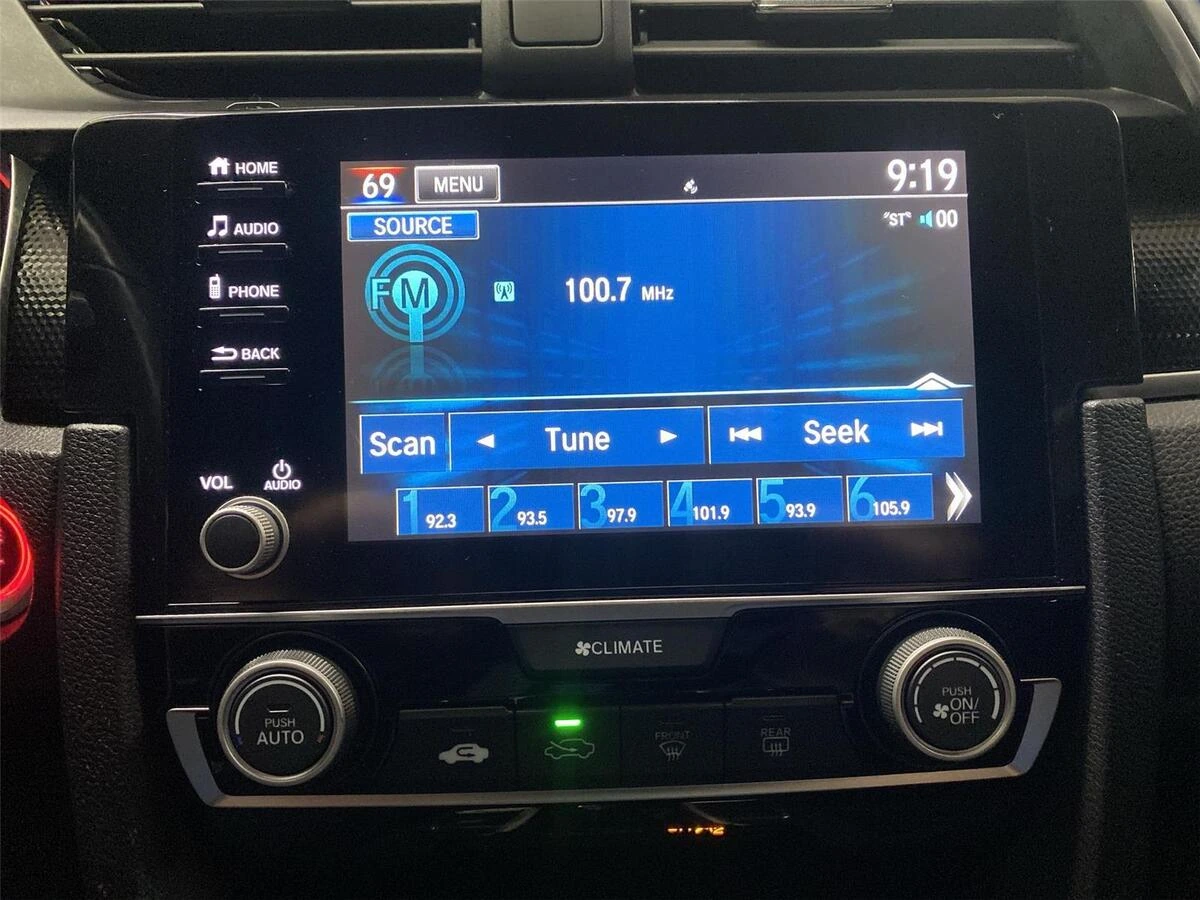 HOME
69 MENU 9:19
AUDIO
SOURCE "ST" 00
FM
PHONE 100.7 MHz
BACK
Scan Tune Seek
VOL AUDIO
1 92.3 2 93.5 3 97.9 4 101.9 5 93.9 6 105.9
CLIMATE
PUSH AUTO
FRONT
REAR
PUSH ON/OFF